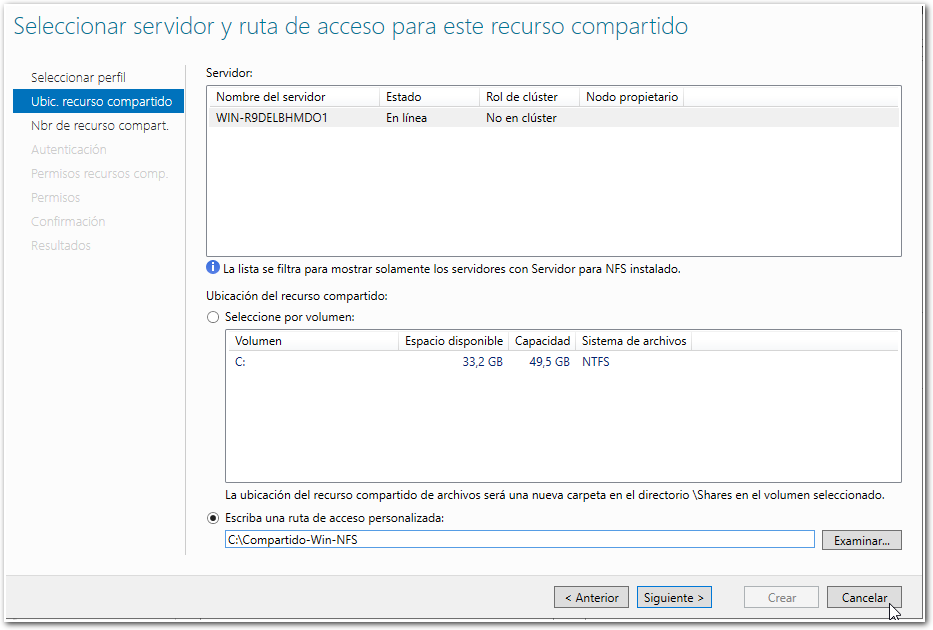 Seleccionar servidor y ruta de acceso para este recurso compartido
Seleccionar perfil
Ubic. recurso compartido
Nbr de recurso compart.
Autenticación
Permisos recursos comp.
Permisos
Confirmación
Resultados
Servidor:
Nombre del servidor Estado Rol de clúster Nodo propietario
WIN-R9DELBHMDO1 En línea No en clúster
La lista se filtra para mostrar solamente los servidores con Servidor para NFS instalado.
Ubicación del recurso compartido:
Seleccione por volumen:
Volumen Espacio disponible Capacidad Sistema de archivos
C: 33,2 GB 49,5 GB NTFS
La ubicación del recurso compartido de archivos será una nueva carpeta en el directorio \Shares en el volumen seleccionado.
Escriba una ruta de acceso personalizada:
C:\Compartido-Win-NFS Examinar...
< Anterior Siguiente > Crear Cancelar